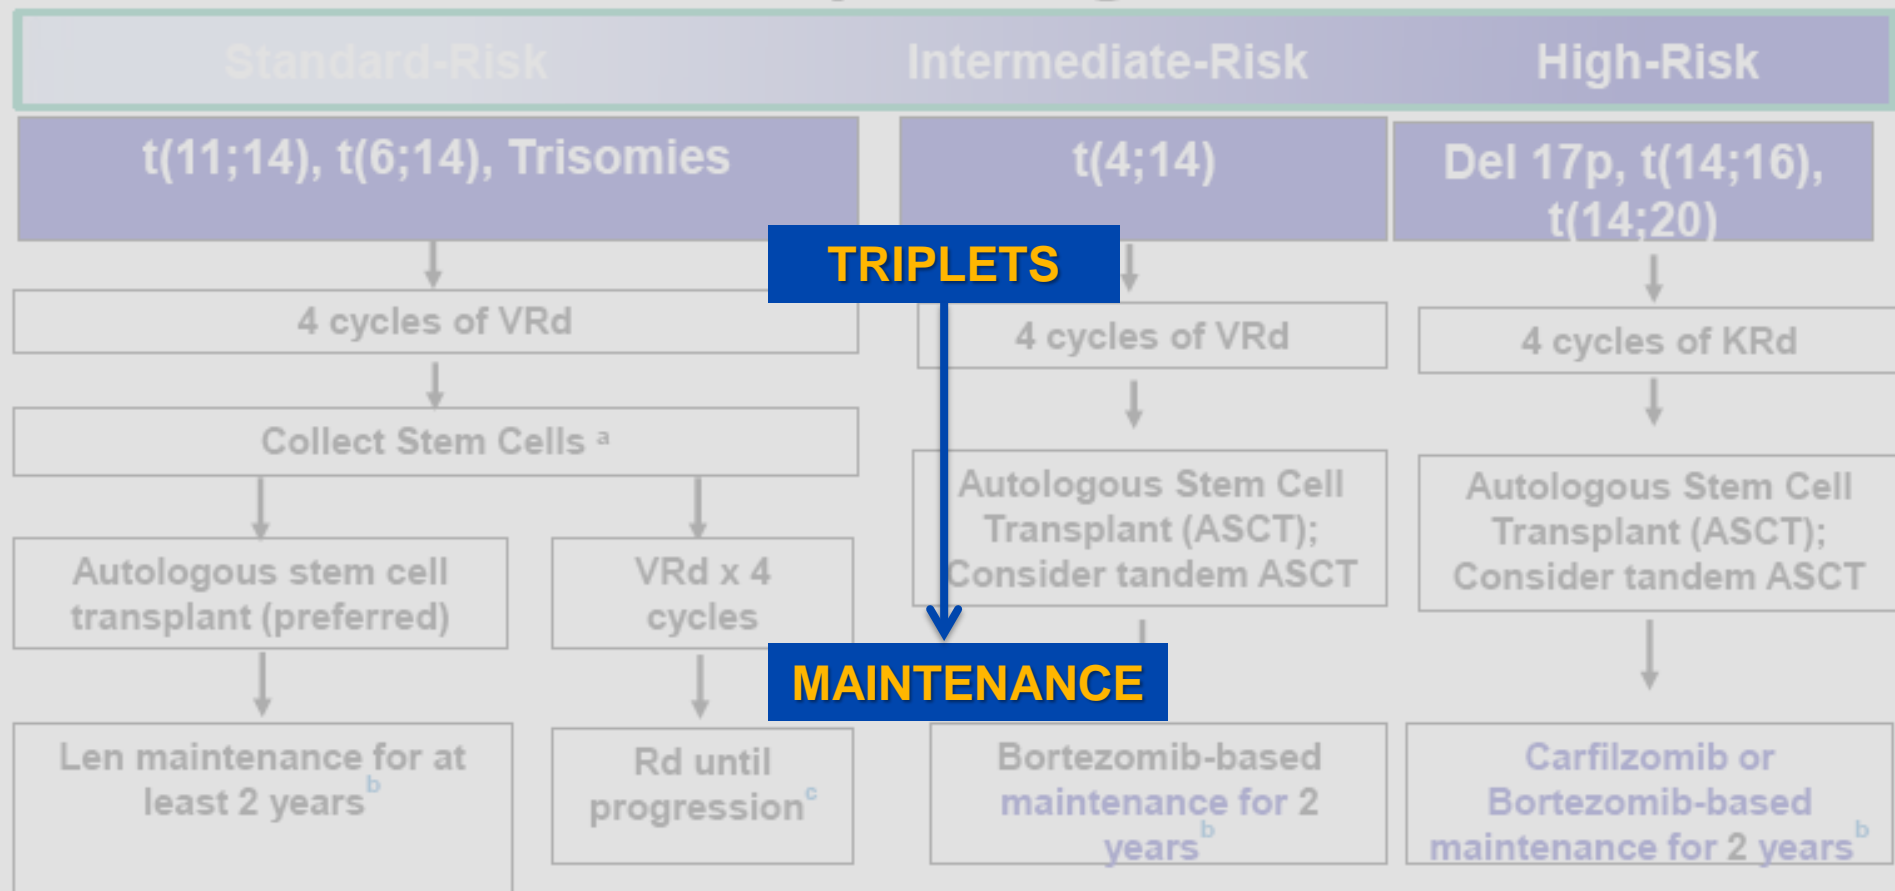 Standard-Risk
Intermediate-Risk
High-Risk
t(11;14), t(6;14), Trisomies
t(4;14)
Del 17p, t(14;16),
t(14;20)
TRIPLETS
4 cycles of VRd
4 cycles of VRd
4 cycles of KRd
Collect Stem Cells a
Autologous stem cell
transplant (preferred)
VRd x 4
cycles
Autologous Stem Cell
Transplant (ASCT);
Consider tandem ASCT
Autologous Stem Cell
Transplant (ASCT);
Consider tandem ASCT
MAINTENANCE
Len maintenance for at
least 2 years b
Rd until
progression c
Bortezomib-based
maintenance for 2
years b
Carfilzomib or
Bortezomib-based
maintenance for 2 years b